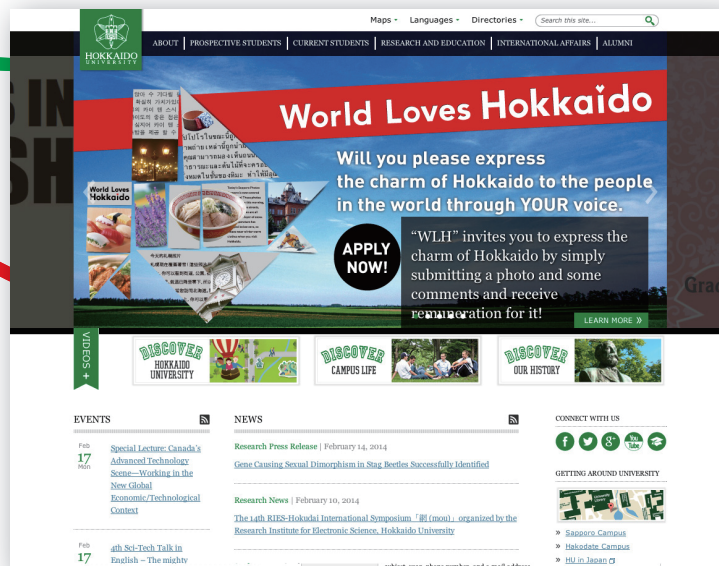 Maps
Languages
Directories
Search this site...
HOKKAIDO
UNIVERSITY
ABOUT
PROSPECTIVE STUDENTS
CURRENT STUDENTS
RESEARCH AND EDUCATION
INTERNATIONAL AFFAIRS
ALUMNI
S IN
SH
World Loves Hokkaido
Will you please express
the charm of Hokkaido to the people
in the world through YOUR voice.
World Loves
Hokkaido
APPLY
NOW!
"WLH" invites you to express the
charm of Hokkaido by simply
submitting a photo and some
comments and receive
remuneration for it!
LEARN MORE »
Grad
VIDEOS +
DISCOVER
HOKKAIDO
UNIVERSITY
DISCOVER
CAMPUS LIFE
DISCOVER
OUR HISTORY
EVENTS
Feb
17
Mon
Special Lecture: Canada's
Advanced Technology
Scene—Working in the
New Global
Economic/Technological
Context
Feb
17
4th Sci-Tech Talk in
English – The mighty
NEWS
Research Press Release | February 14, 2014
Gene Causing Sexual Dimorphism in Stag Beetles Successfully Identified
Research News | February 10, 2014
The 14th RIES-Hokudai International Symposium「剛 (mou)」organized by the
Research Institute for Electronic Science, Hokkaido University
CONNECT WITH US
You
Tube
GETTING AROUND UNIVERSITY
» Sapporo Campus
» Hakodate Campus
» HU in Japan